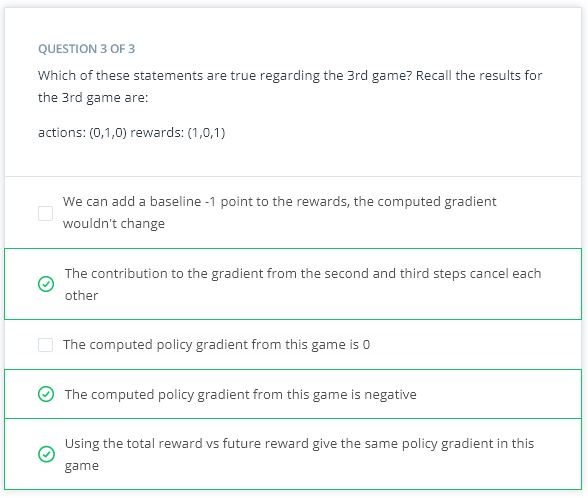 QUESTION 3 OF 3
Which of these statements are true regarding the 3rd game? Recall the results for
the 3rd game are:
actions: (0,1,0) rewards: (1,0,1)
We can add a baseline -1 point to the rewards, the computed gradient
wouldn't change
The contribution to the gradient from the second and third steps cancel each
other
The computed policy gradient from this game is 0
The computed policy gradient from this game is negative
Using the total reward vs future reward give the same policy gradient in this
game